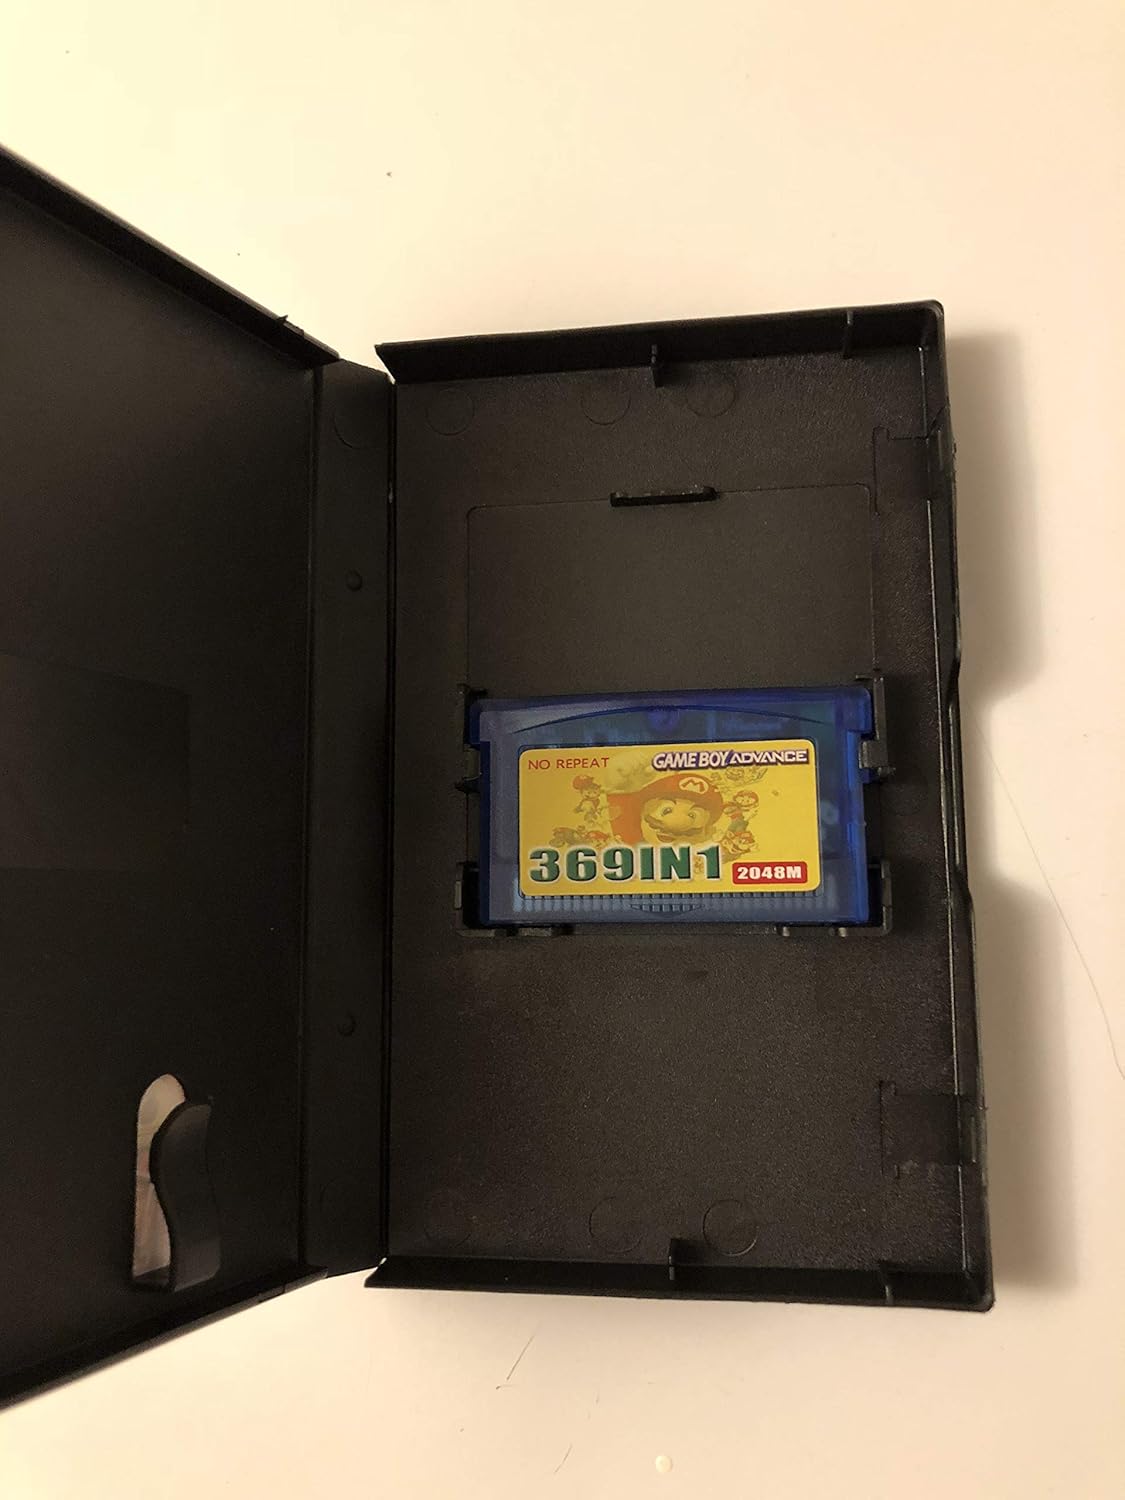 NO REPEAT GAME BOY ADVANCE
M
369IN1 2048M